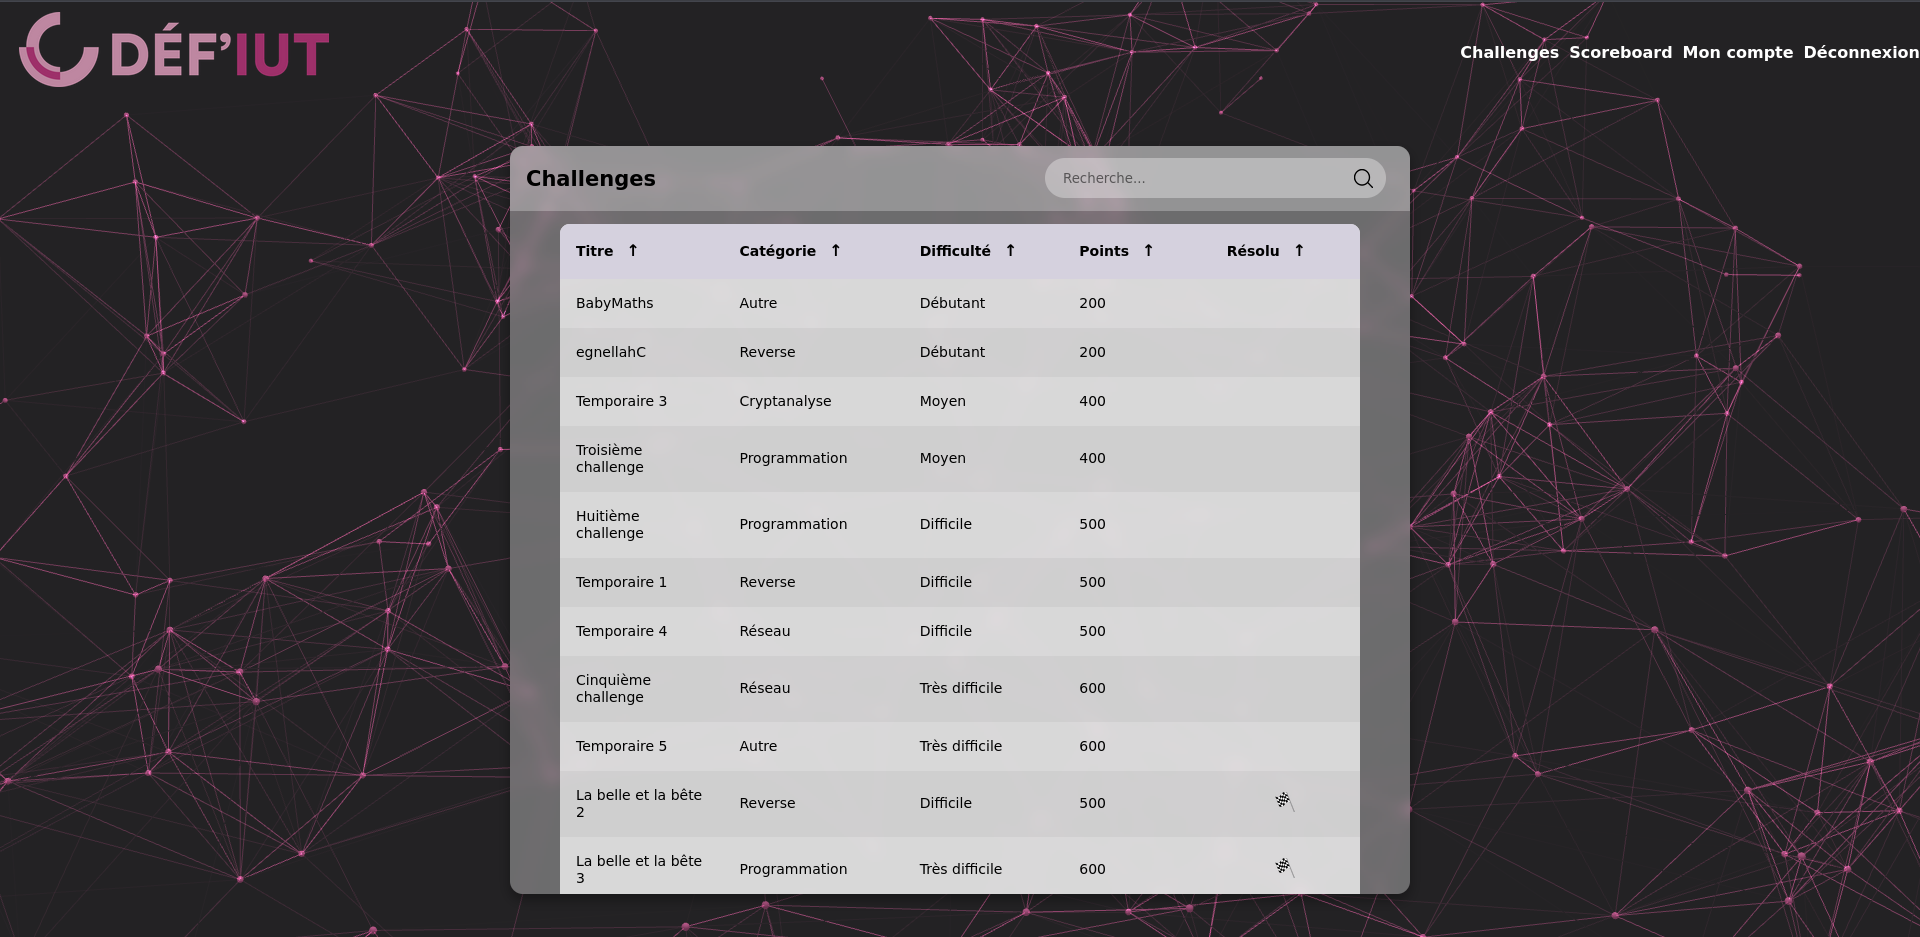 DÉF'IUT
Challenges Scoreboard Mon compte Déconnexion
Challenges
Recherche...
Titre ↑ Catégorie ↑ Difficulté ↑ Points ↑ Résolu ↑
BabyMaths Autre Débutant 200
egnellahC Reverse Débutant 200
Temporaire 3 Cryptanalyse Moyen 400
Troisième
challenge Programmation Moyen 400
Huitième
challenge Programmation Difficile 500
Temporaire 1 Reverse Difficile 500
Temporaire 4 Réseau Difficile 500
Cinquième
challenge Réseau Très difficile 600
Temporaire 5 Autre Très difficile 600
La belle et la bête
2 Reverse Difficile 500
La belle et la bête
3 Programmation Très difficile 600